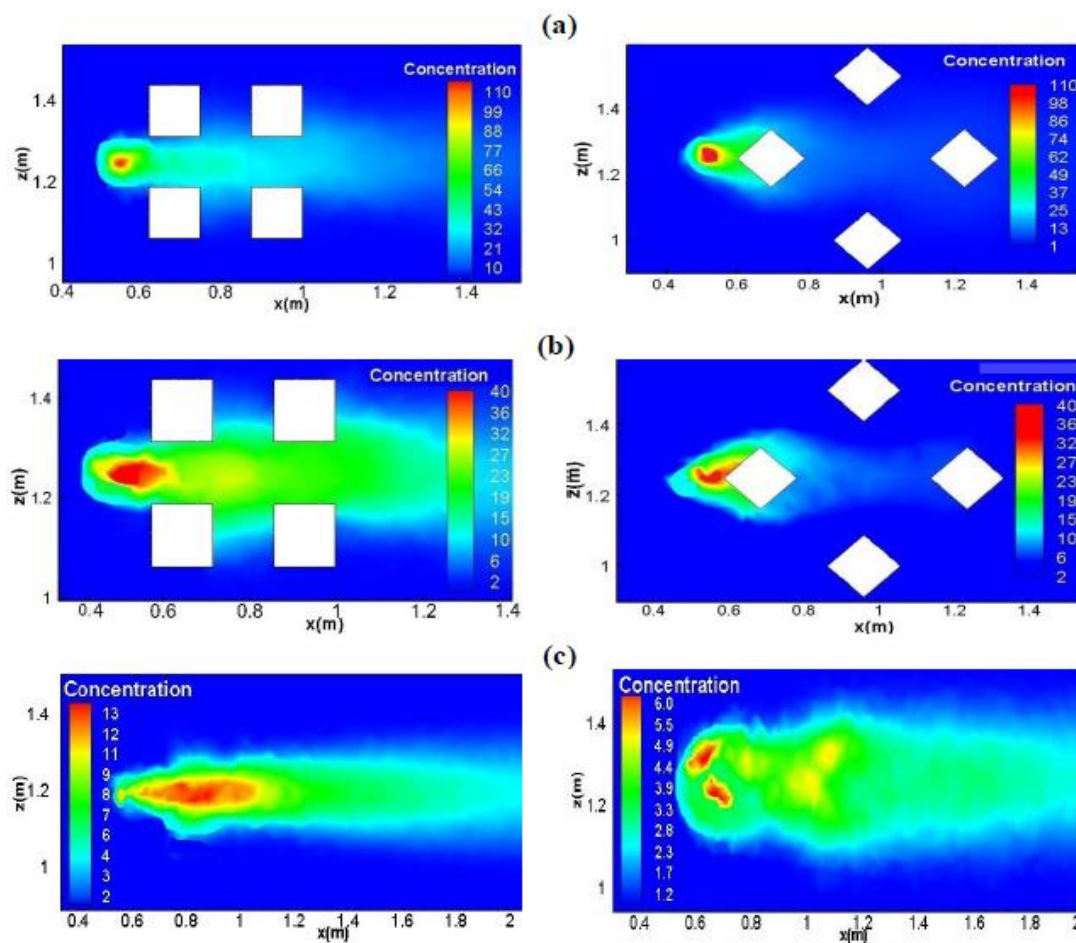 (a)
Concentration
110
99
88
77
66
54
43
32
21
10
z(m)
1.4
1.2
1
0.4 0.6 0.8 1 1.2 1.4
x(m)
Concentration
110
98
86
74
62
49
37
25
13
1
z(m)
1.4
1.2
1
0.4 0.6 0.8 1 1.2 1.4
x(m)
(b)
Concentration
40
36
32
27
23
19
15
10
6
2
z(m)
1.4
1.2
1
0.4 0.6 0.8 1 1.2 1.4
x(m)
Concentration
40
36
32
27
23
19
15
10
6
2
z(m)
1.4
1.2
1
0.4 0.6 0.8 1 1.2 1.4
x(m)
(c)
Concentration
13
12
11
9
8
7
6
4
3
2
z(m)
1.4
1.2
1
0.4 0.6 0.8 1 1.2 1.4 1.6 1.8 2
x(m)
Concentration
6.0
5.5
4.9
4.4
3.9
3.3
2.8
2.3
1.7
1.2
z(m)
1.4
1.2
1
0.4 0.6 0.8 1 1.2 1.4 1.6 1.8 2
x(m)